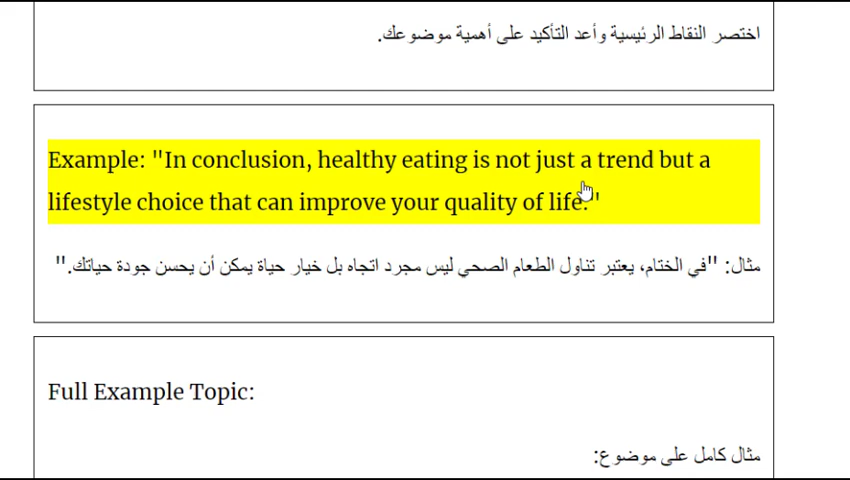 اختصر النقاط الرئيسية وأعد التأكيد على أهمية موضوعك.
Example: "In conclusion, healthy eating is not just a trend but a
lifestyle choice that can improve your quality of life."
مثال: "في الختام، يعتبر تناول الطعام الصحي ليس مجرد اتجاه بل خيار حياة يمكن أن يحسن جودة حياتك."
Full Example Topic:
مثال كامل على موضوع: